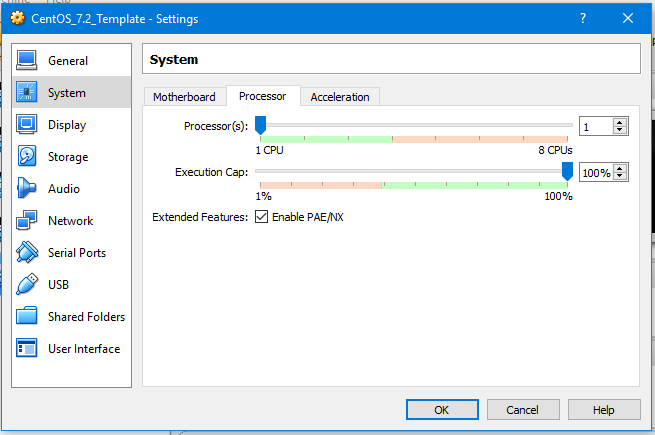 CentOS_7.2_Template - Settings
?
General
System
Display
Storage
Audio
Network
Serial Ports
USB
Shared Folders
User Interface
System
Motherboard
Processor
Acceleration
Processor(s):
1
1 CPU
8 CPUs
Execution Cap:
100%
1%
100%
Extended Features:
Enable PAE/NX
OK
Cancel
Help